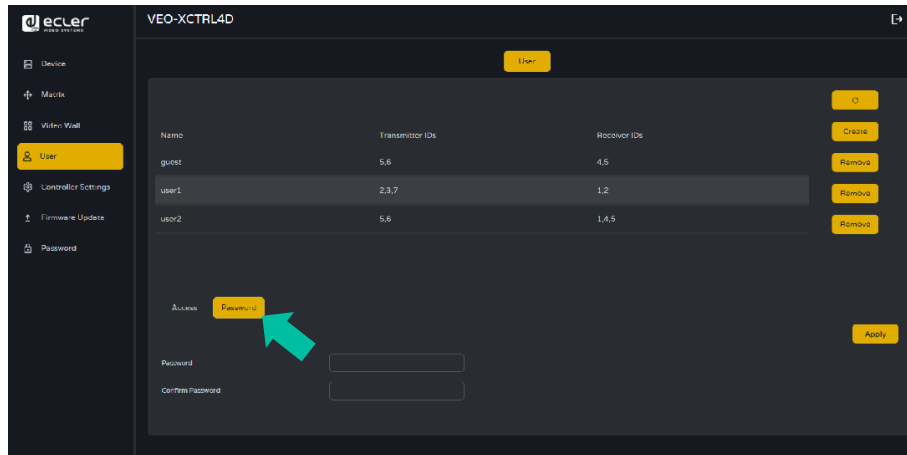 ecler
VIDEO SYSTEMS
VEO-XCTRL4D
Device
Matrix
Video Wall
User
Controller Settings
Firmware Update
Password
User
Create
Name Transmitter IDs Receiver IDs
guest 5,6 4,5 Remove
user1 2,3,7 1,2 Remove
user2 5,6 1,4,5 Remove
Access Password
Apply
Password
Confirm Password